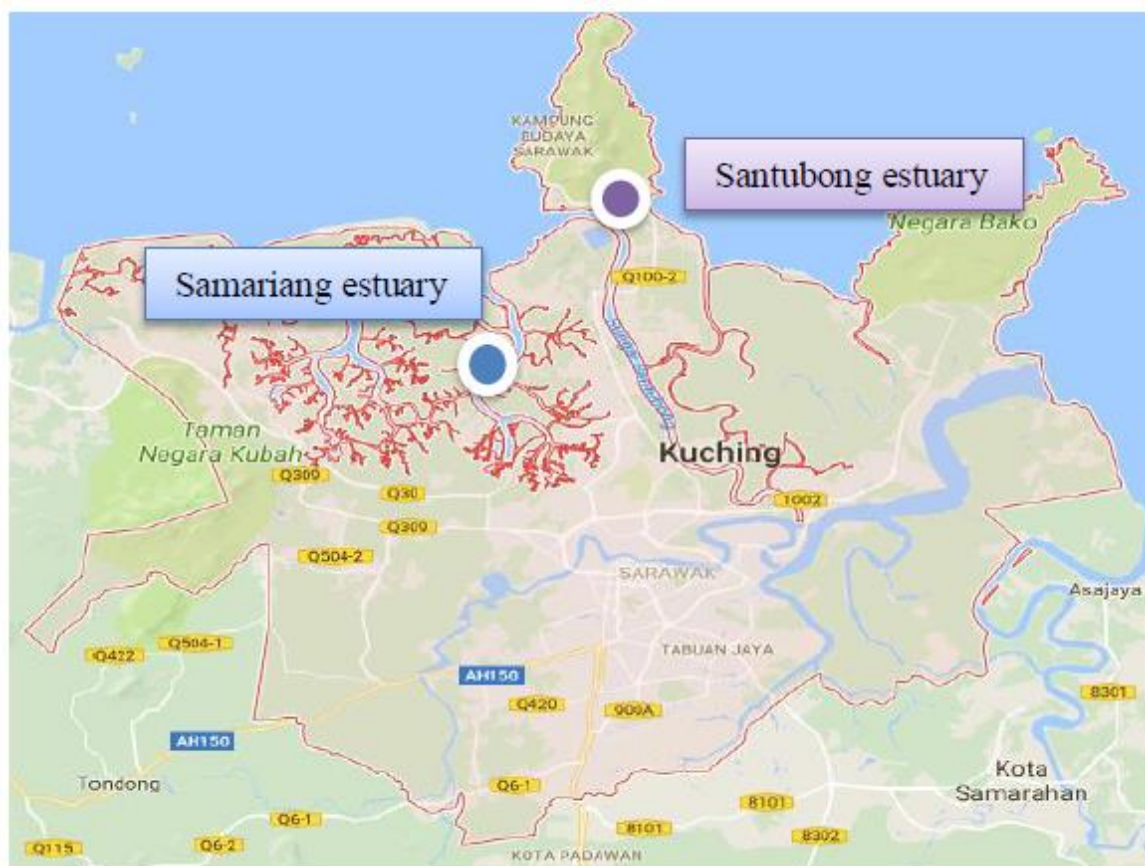 KAMPUNG
BUDAYA
SARAWAK
Santubong estuary
Negara Bako
Samariang estuary
Q100-2
Taman
Negara Kubah
Kuching
Q309
Q30
1002
Q309
Q504-2
SARAWAK
Asajaya
Q504-1
Q422
TABUAN JAYA
AH150
8301
Q420
909A
AH150
Tondong
Q6-1
Kota
Samarahan
8101
Q6-1
8101
8302
Q115
Q6-2
KOTA PADAWAN